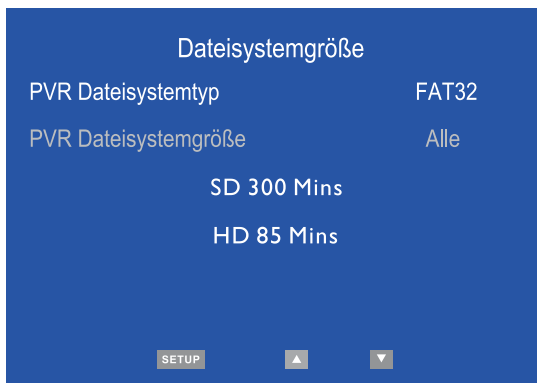 Dateisystemgröße
PVR Dateisystemtyp FAT32
PVR Dateisystemgröße Alle
SD 300 Mins
HD 85 Mins
SETUP